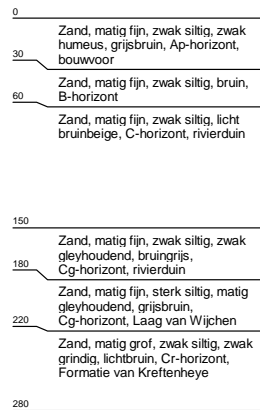 0
Zand, matig fijn, zwak siltig, zwak
humeus, grijsbruin, Ap-horizont,
bouwvoor
30
Zand, matig fijn, zwak siltig, bruin,
B-horizont
60
Zand, matig fijn, zwak siltig, licht
bruinbeige, C-horizont, rivierduin
150
Zand, matig fijn, zwak siltig, zwak
gleyhoudend, bruingrijs,
Cg-horizont, rivierduin
180
Zand, matig fijn, sterk siltig, matig
gleyhoudend, grijsbruin,
Cg-horizont, Laag van Wijchen
220
Zand, matig grof, zwak siltig, zwak
grindig, lichtbruin, Cr-horizont,
Formatie van Kreftenheye
280